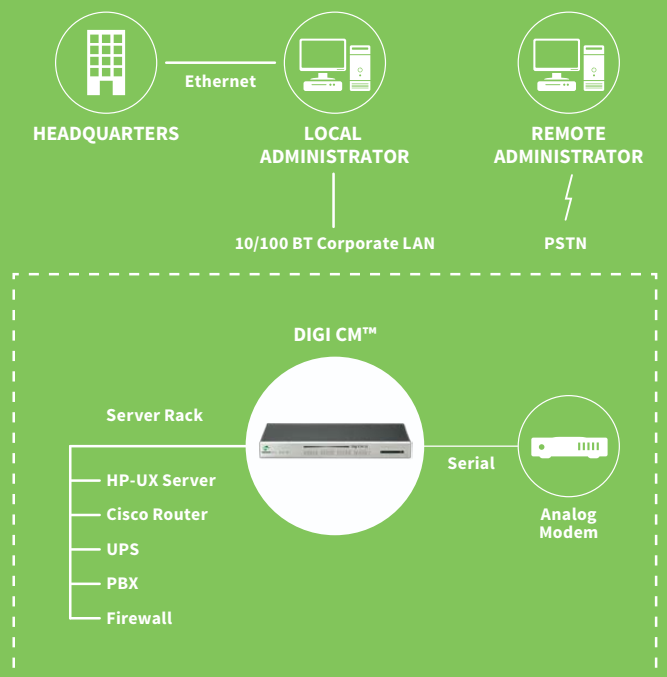 Ethernet
HEADQUARTERS
LOCAL
ADMINISTRATOR
REMOTE
ADMINISTRATOR
10/100 BT Corporate LAN
PSTN
DIGI CM™
Server Rack
Serial
HP-UX Server
Cisco Router
UPS
PBX
Firewall
Analog
Modem